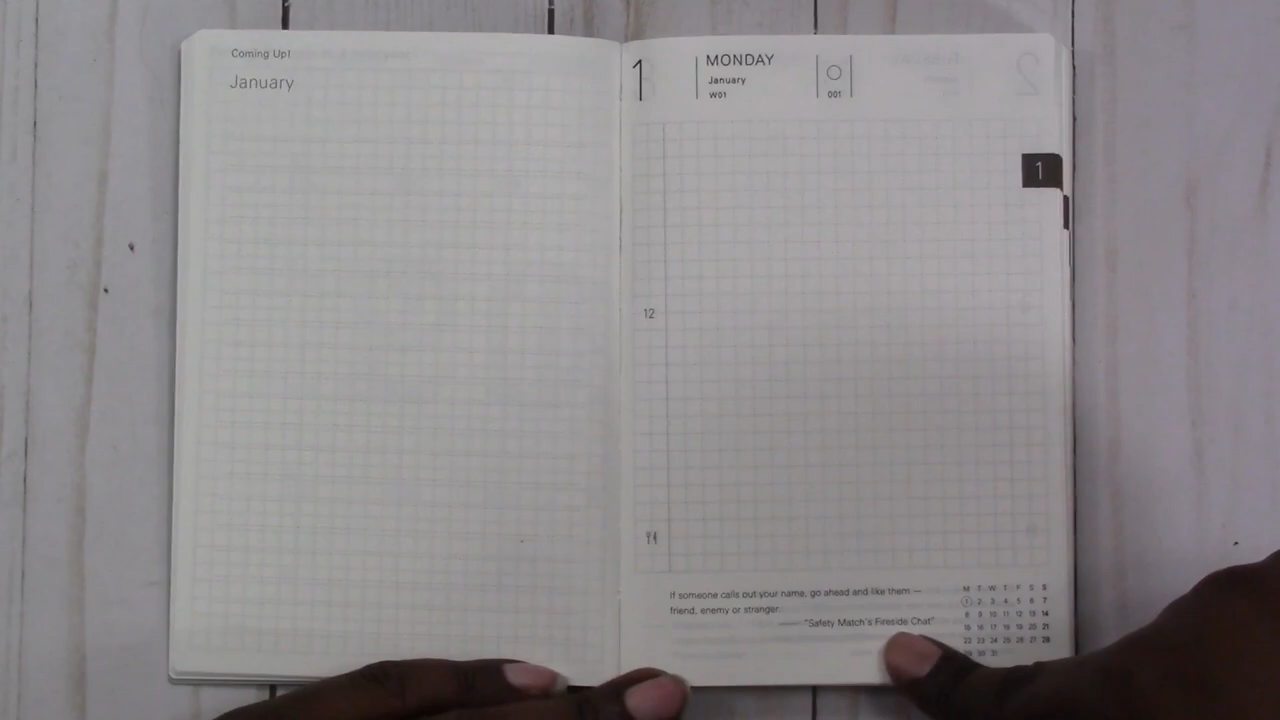 Coming Up!
January
1
MONDAY
January
W01
001
1
12
If someone calls out your name, go ahead and like them —
friend, enemy or stranger.
—— "Safety Match's Fireside Chat"
M T W T F S S
1 2 3 4 5 6 7
8 9 10 11 12 13 14
15 16 17 18 19 20 21
22 23 24 25 26 27 28
29 30 31